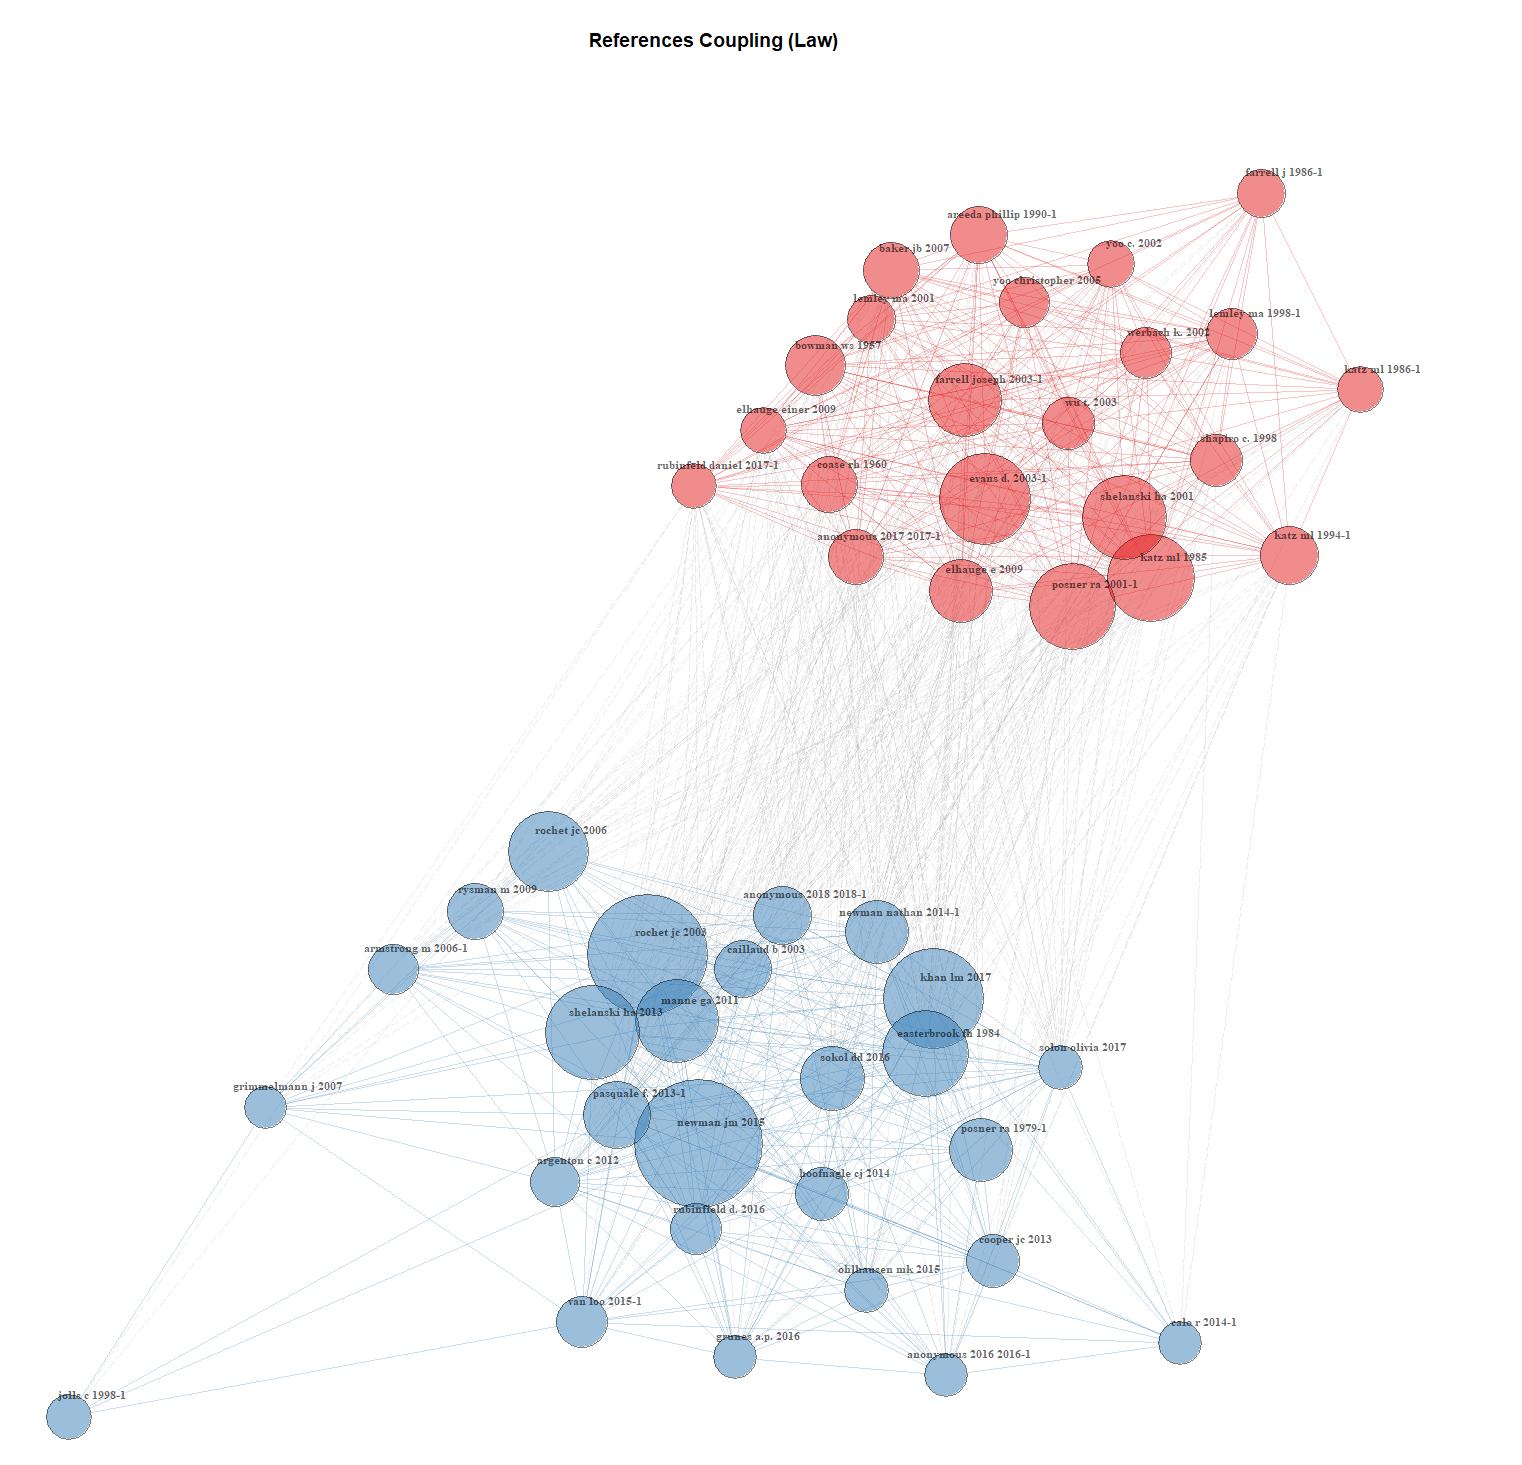 References Coupling (Law)
farrell j 1986-1
areeda phillip 1990-1
yoo c. 2002
baker jb 2007
yoo christopher 2005
lemley ma 2001
lemley ma 1998-1
werbach k. 2002
bowman ws 1957
katz ml 1986-1
farrell joseph 2003-1
wu t. 2003
elhauge einer 2009
shapiro c. 1998
rubinfeld daniel 2017-1
coase rh 1960
evans d. 2003-1
shelanski ha 2001
anonymous 2017 2017-1
katz ml 1994-1
katz ml 1985
elhauge e 2009
posner ra 2001-1
rochet jc 2006
rysman m 2009
anonymous 2018 2018-1
newman nathan 2014-1
rochet jc 2003
armstrong m 2006-1
caillaud b 2003
khan lm 2017
manne ga 2011
shelanski ha 2013
easterbrook fh 1984
solon olivia 2017
sokol dd 2016
grimmelmann j 2007
pasquale f. 2013-1
newman jm 2015
posner ra 1979-1
argenton c 2012
hoofnagle cj 2014
rubinfeld d. 2016
cooper jc 2013
ohlhausen mk 2015
van loo 2015-1
calo r 2014-1
grunes a.p. 2016
anonymous 2016 2016-1
jolls c 1998-1